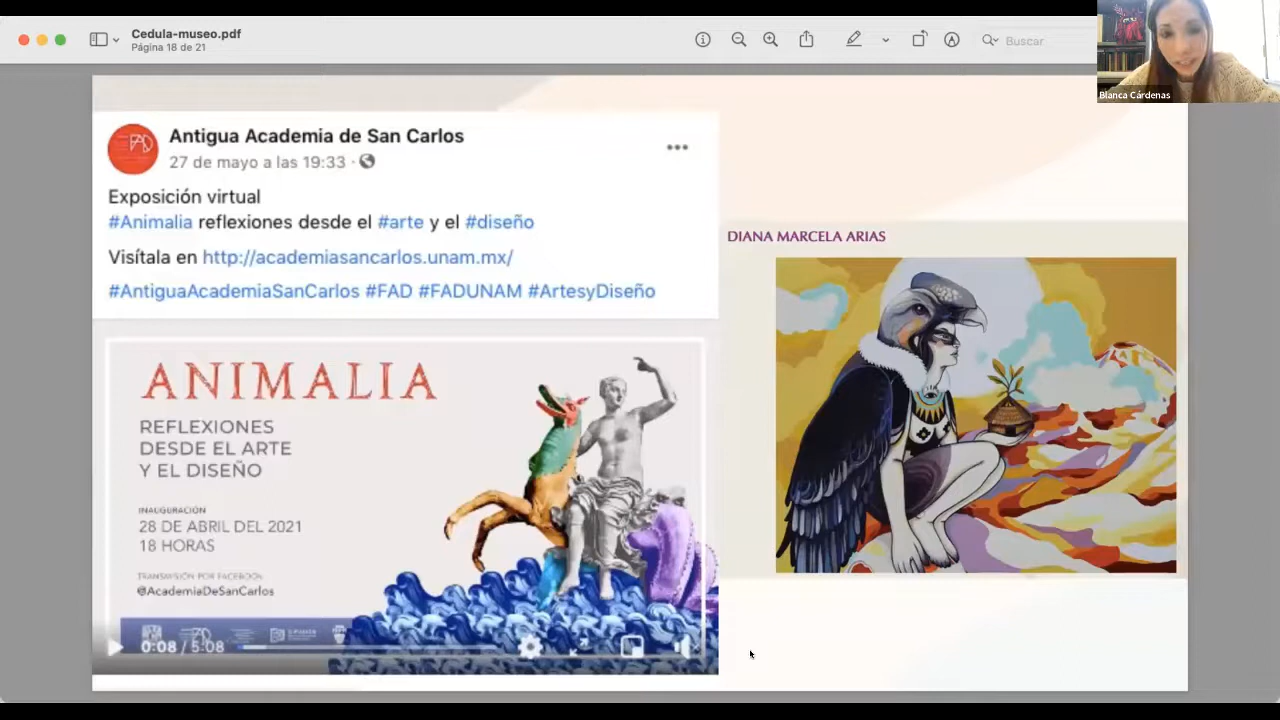 Cedula-museo.pdf
Página 18 de 21
Buscar
Blanca Cárdenas
FAD
Antigua Academia de San Carlos
27 de mayo a las 19:33
Exposición virtual
#Animalia reflexiones desde el #arte y el #diseño
Visítala en http://academiasancarlos.unam.mx/
#AntiguaAcademiaSanCarlos #FAD #FADUNAM #ArtesyDiseño
ANIMALIA
REFLEXIONES
DESDE EL ARTE
Y EL DISEÑO
INAUGURACIÓN
28 DE ABRIL DEL 2021
18 HORAS
TRANSMISIÓN POR FACEBOOK
@AcademiaDeSanCarlos
0:08 / 5:08
DIANA MARCELA ARIAS